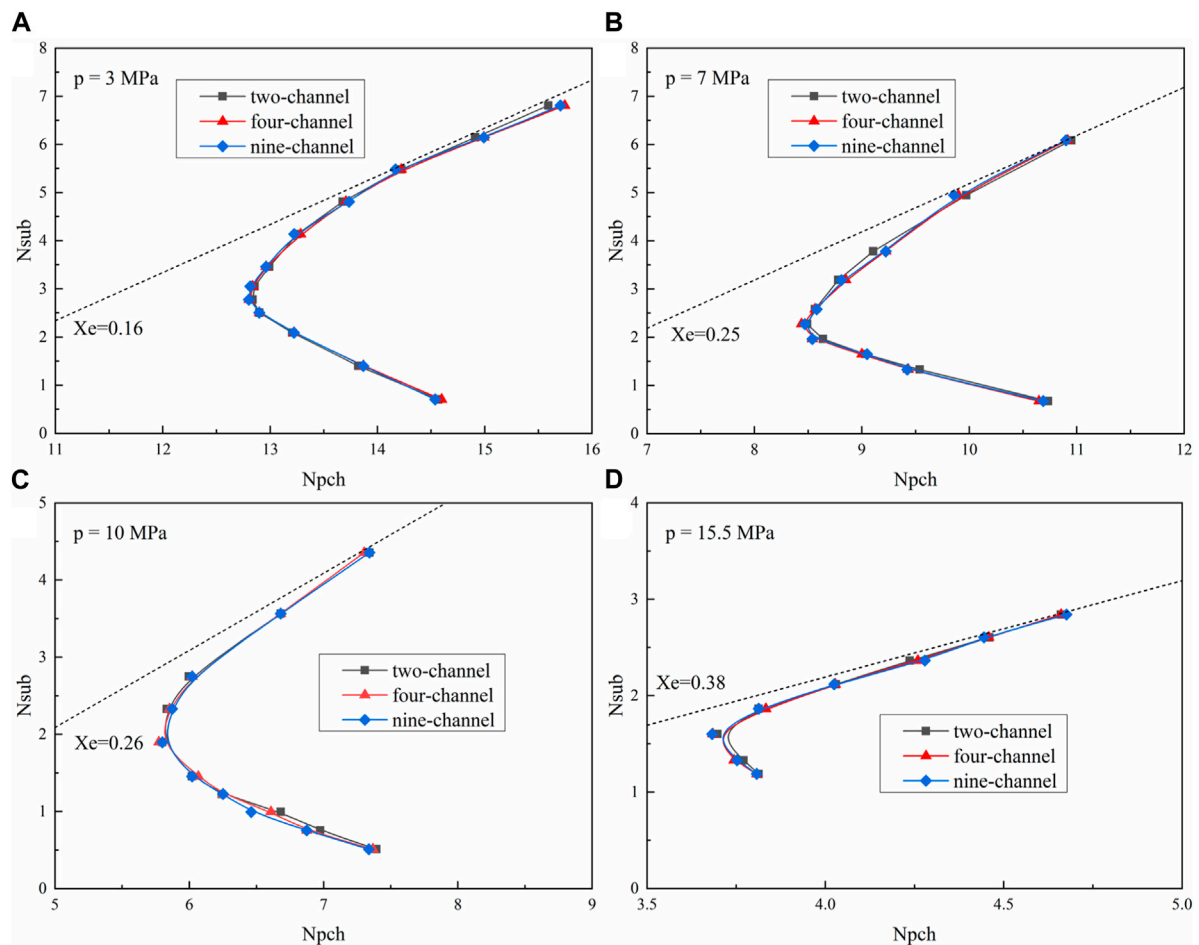 A
p = 3 MPa
two-channel
four-channel
nine-channel
Xe=0.16
Nsub
8
7
6
5
4
3
2
1
0
11
12
13
14
15
16
Npch
B
p = 7 MPa
two-channel
four-channel
nine-channel
Xe=0.25
Nsub
8
7
6
5
4
3
2
1
0
7
8
9
10
11
12
Npch
C
p = 10 MPa
two-channel
four-channel
nine-channel
Xe=0.26
Nsub
5
4
3
2
1
0
5
6
7
8
9
Npch
D
p = 15.5 MPa
Xe=0.38
two-channel
four-channel
nine-channel
Nsub
4
3
2
1
0
3.5
4.0
4.5
5.0
Npch